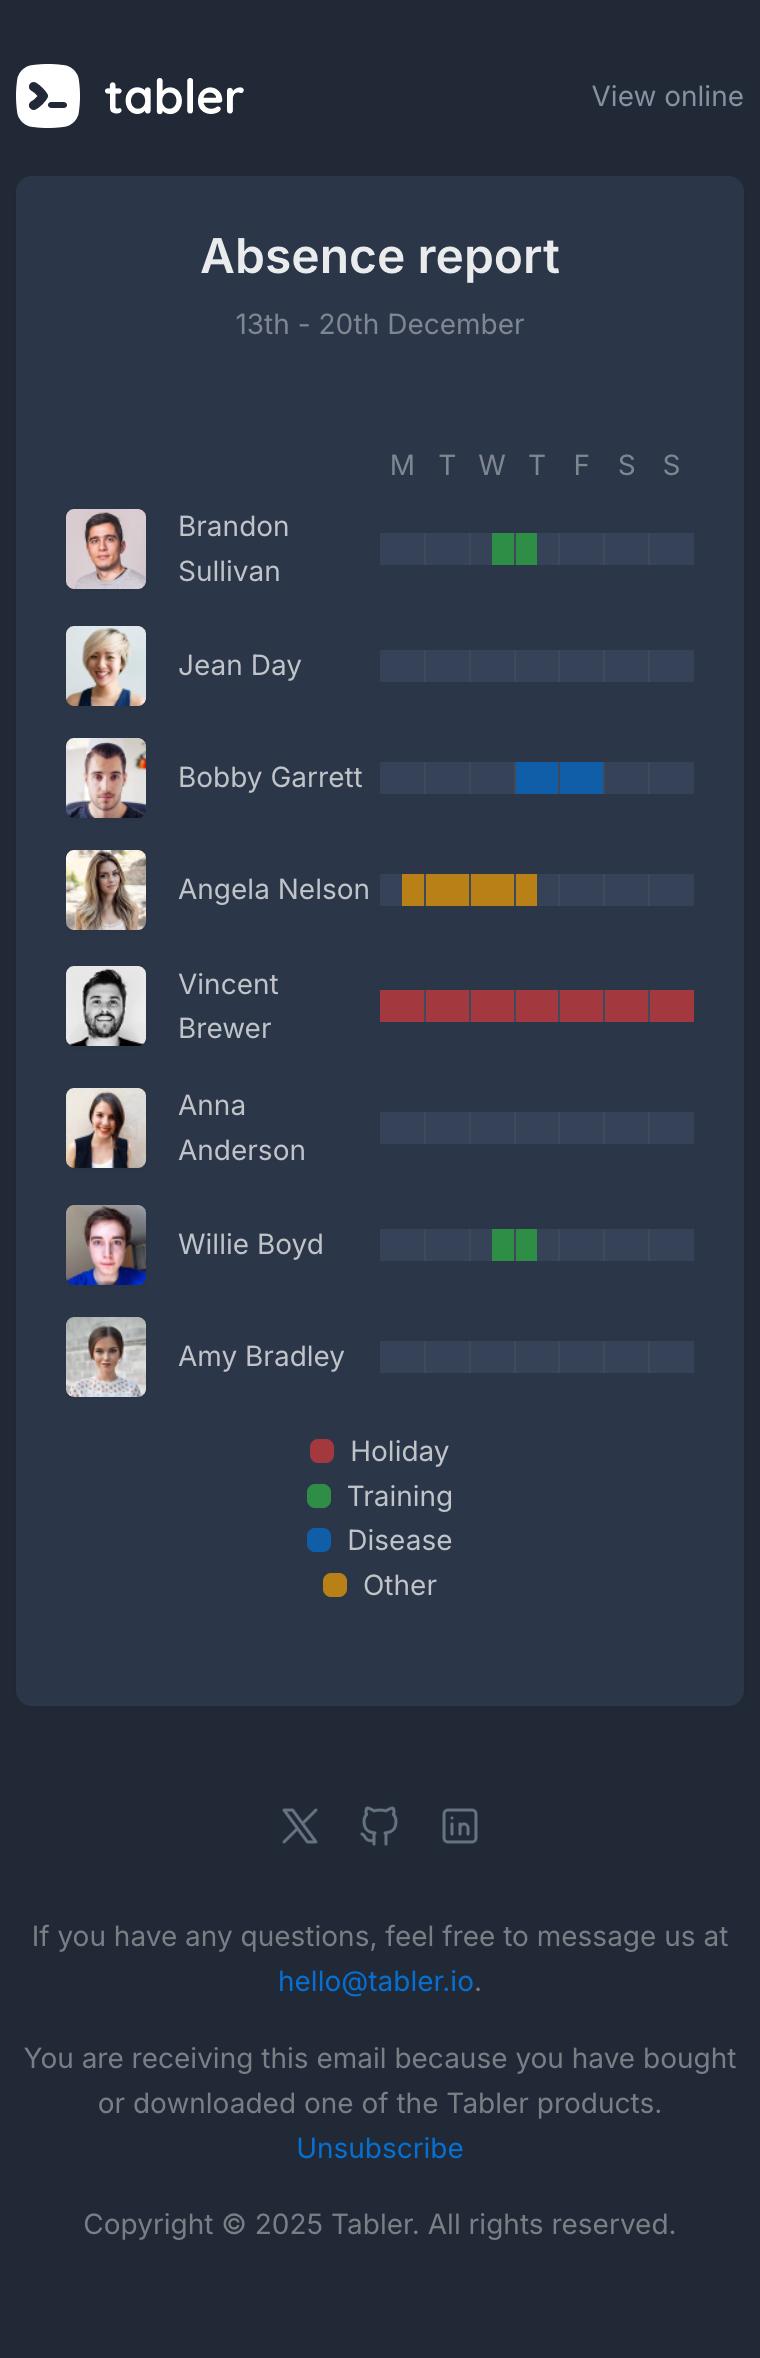 tabler
View online
Absence report
13th - 20th December
M T W T F S S
Brandon
Sullivan
Jean Day
Bobby Garrett
Angela Nelson
Vincent
Brewer
Anna
Anderson
Willie Boyd
Amy Bradley
Holiday
Training
Disease
Other
If you have any questions, feel free to message us at
hello@tabler.io.
You are receiving this email because you have bought
or downloaded one of the Tabler products.
Unsubscribe
Copyright © 2025 Tabler. All rights reserved.